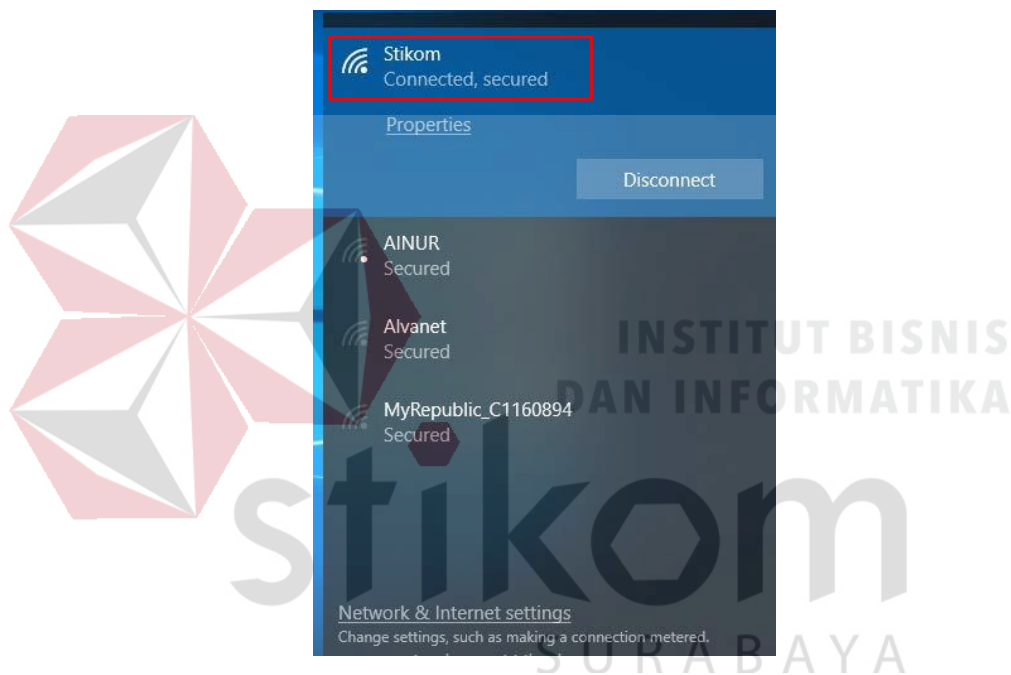 Stikom
Connected, secured
Properties
Disconnect
AINUR
Secured
Alvanet
Secured
MyRepublic_C1160894
Secured
Network & Internet settings
Change settings, such as making a connection metered.
INSTITUT BISNIS
DAN INFORMATIKA
stikom
SURABAYA